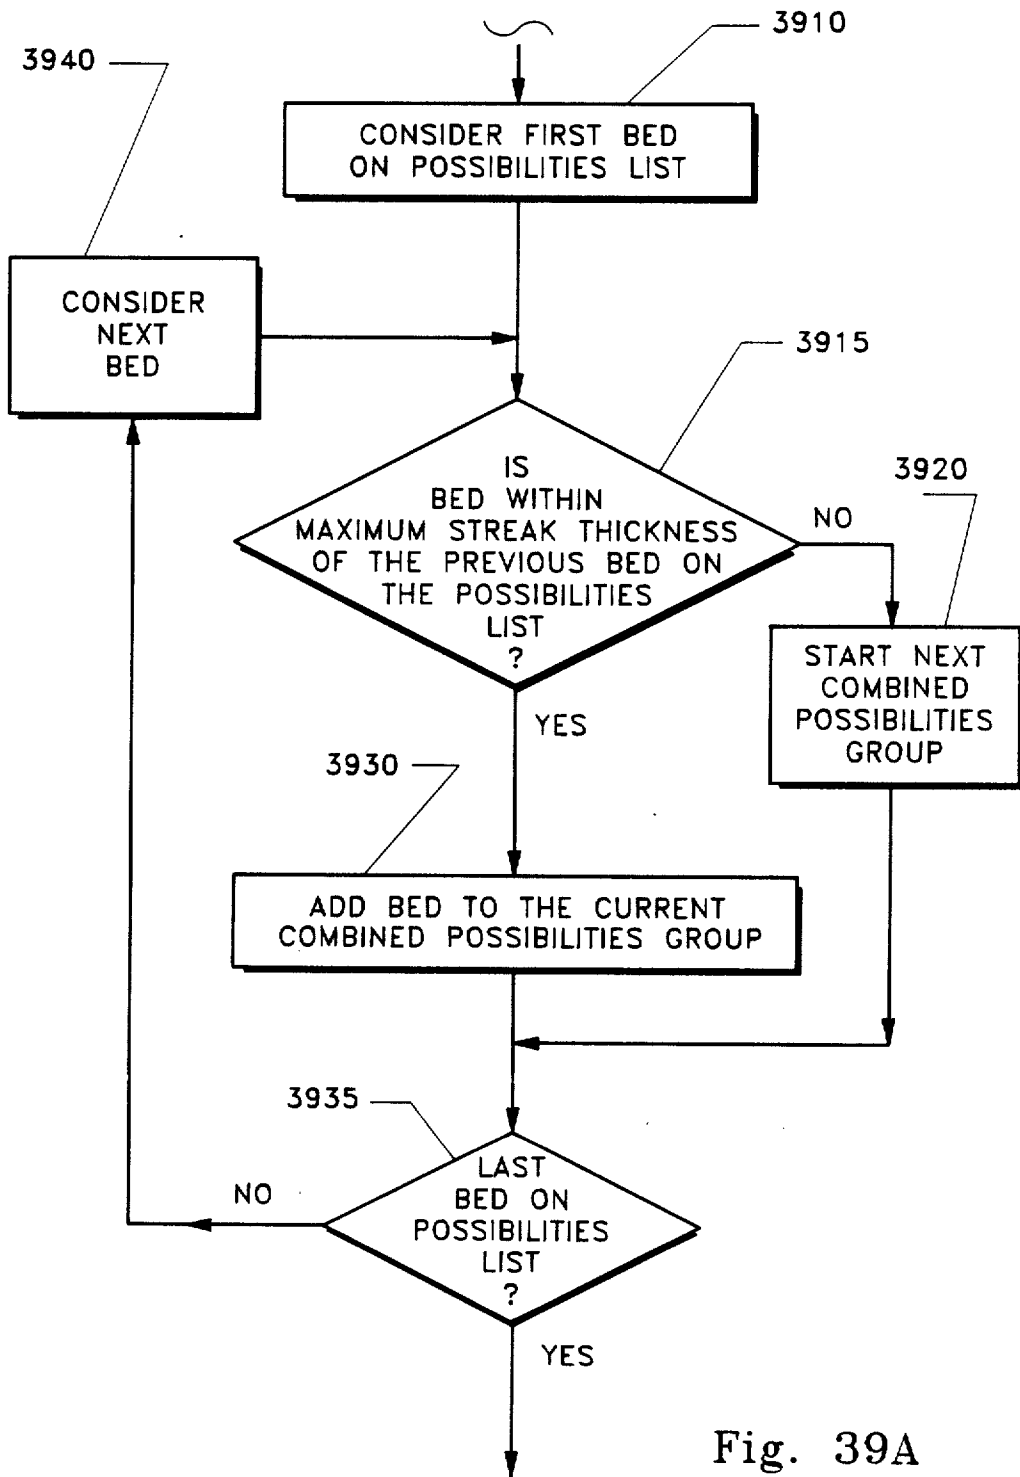 3910
3940
CONSIDER FIRST BED
ON POSSIBILITIES LIST
CONSIDER
NEXT
BED
3915
IS
BED WITHIN
MAXIMUM STREAK THICKNESS
OF THE PREVIOUS BED ON
THE POSSIBILITIES
LIST
?
3920
NO
START NEXT
COMBINED
POSSIBILITIES
GROUP
YES
3930
ADD BED TO THE CURRENT
COMBINED POSSIBILITIES GROUP
3935
LAST
BED ON
POSSIBILITIES
LIST
?
NO
YES
Fig. 39A